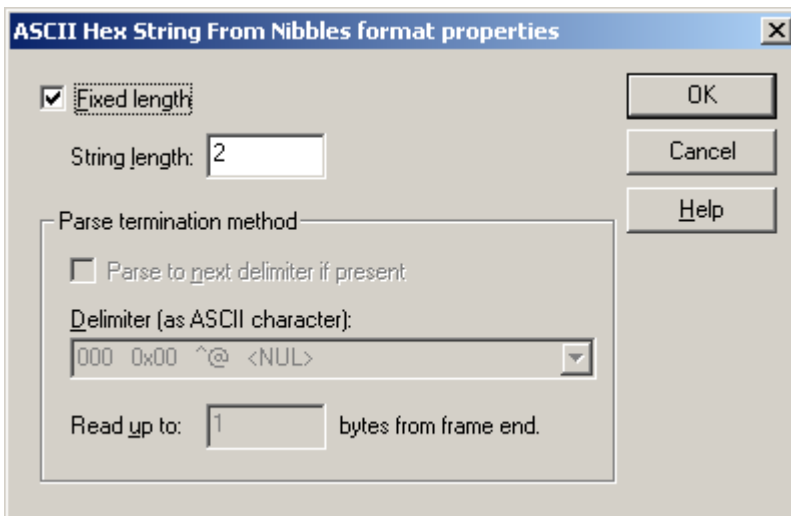 ASCII Hex String From Nibbles format properties
Fixed length
String length: 2
OK
Cancel
Help
Parse termination method
Parse to next delimiter if present
Delimiter (as ASCII character):
000 0x00 ^@ <NUL>
Read up to: 1 bytes from frame end.